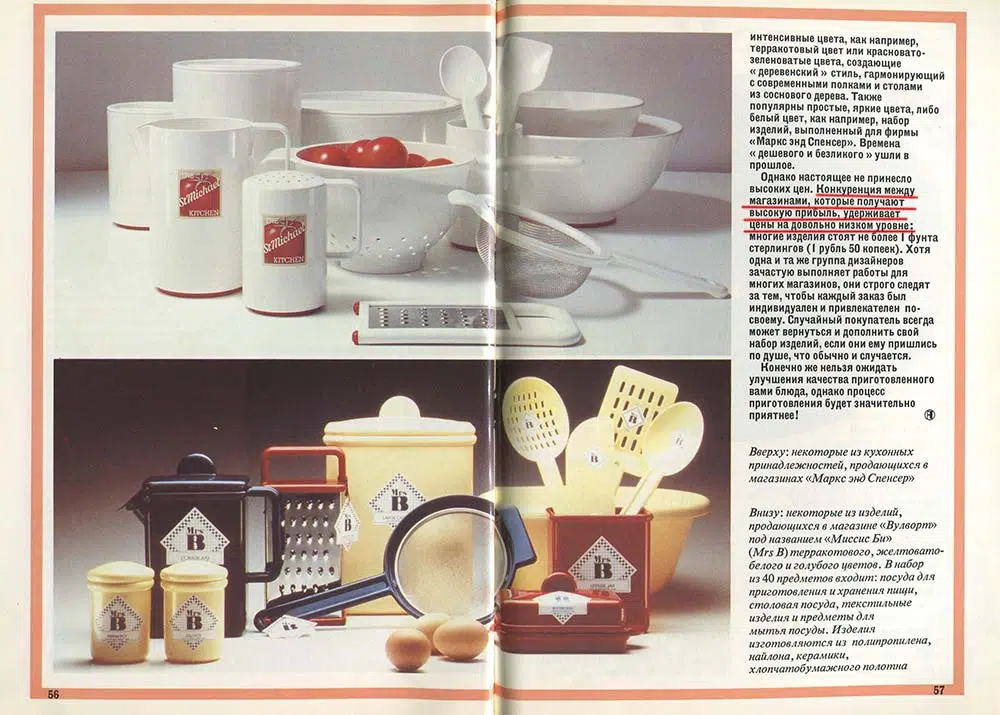 St Michael
KITCHEN
St Michael
KITCHEN
Mrs
B
Mrs
B
Mrs
B
Mrs
B
Mrs
B
56
интенсивные цвета, как например,
терракотовый цвет или красновато-
зеленоватые цвета, создающие
« деревенский » стиль, гармонирующий
с современными полками и столами
из соснового дерева. Также
популярны простые, яркие цвета, либо
белый цвет, как например, набор
изделий, выполненный для фирмы
«Маркс энд Спенсер». Времена
« дешевого и безликого » ушли в
прошлое.
Однако настоящее не принесло
высоких цен. Конкуренция между
магазинами, которые получают
высокую прибыль, удерживает
цены на довольно низком уровне:
многие изделия стоят не более I фунта
стерлингов (I рубль 50 копеек). Хотя
одна и та же группа дизайнеров
зачастую выполняет работы для
многих магазинов, они строго следят
за тем, чтобы каждый заказ был
индивидуален и привлекателен по-
своему. Случайный покупатель всегда
может вернуться и дополнить свой
набор изделий, если они ему пришлись
по душе, что обычно и случается.
Конечно же нельзя ожидать
улучшения качества приготовленного
вами блюда, однако процесс
приготовления будет значительно
приятнее!
Вверху: некоторые из кухонных
принадлежностей, продающихся в
магазинах «Маркс энд Спенсер»
Внизу: некоторые из изделий,
продающихся в магазине «Вулворт»
под названием «Миссис Би»
(Mrs B) терракотового, желтовато-
белого и голубого цветов. В набор
из 40 предметов входит: посуда для
приготовления и хранения пищи,
столовая посуда, текстильные
изделия и предметы для
мытья посуды. Изделия
изготовляются из полипропилена,
найлона, керамики,
хлопчатобумажного полотна
57